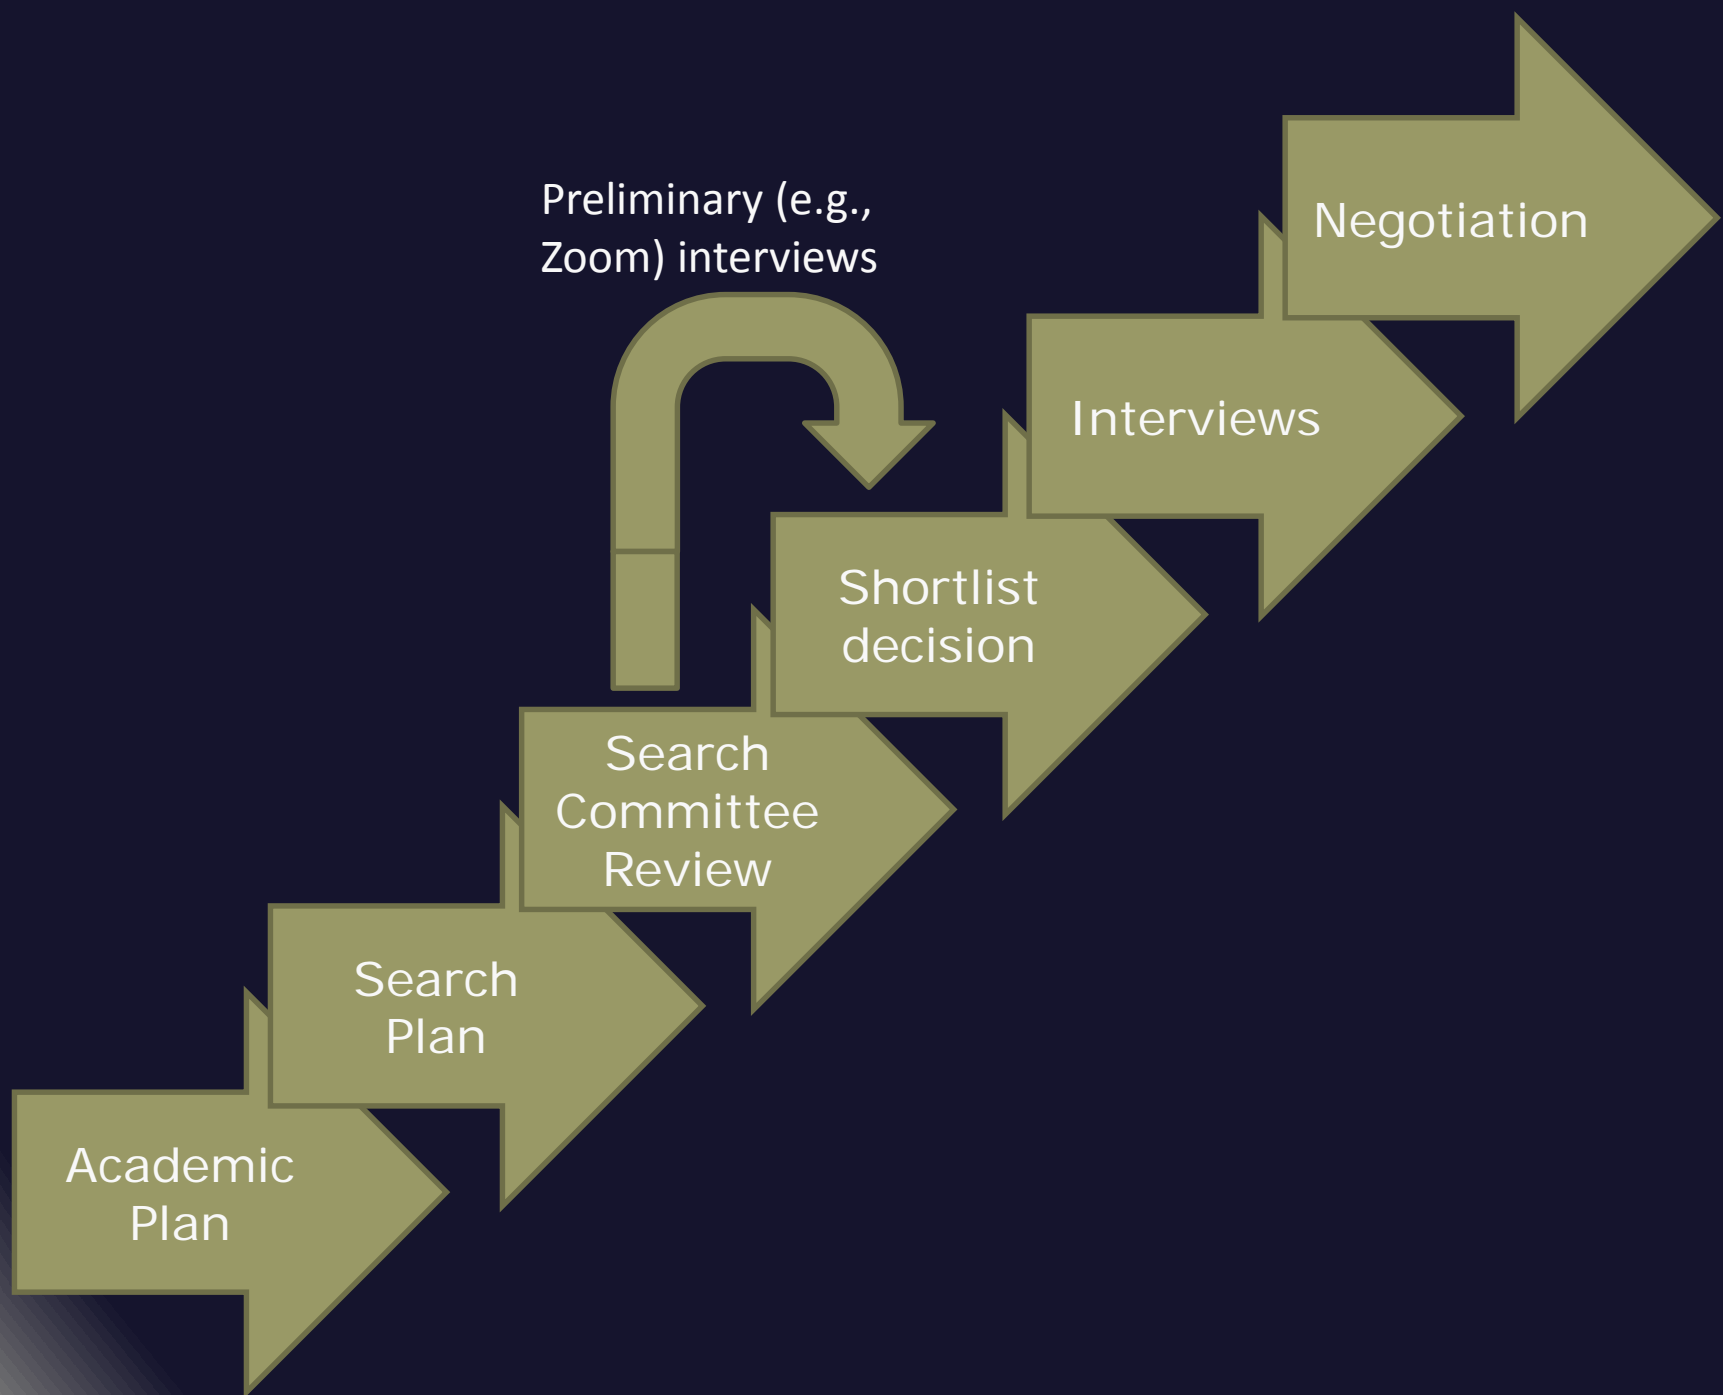 Preliminary (e.g.,
Zoom) interviews
Negotiation
Interviews
Shortlist
decision
Search
Committee
Review
Search
Plan
Academic
Plan